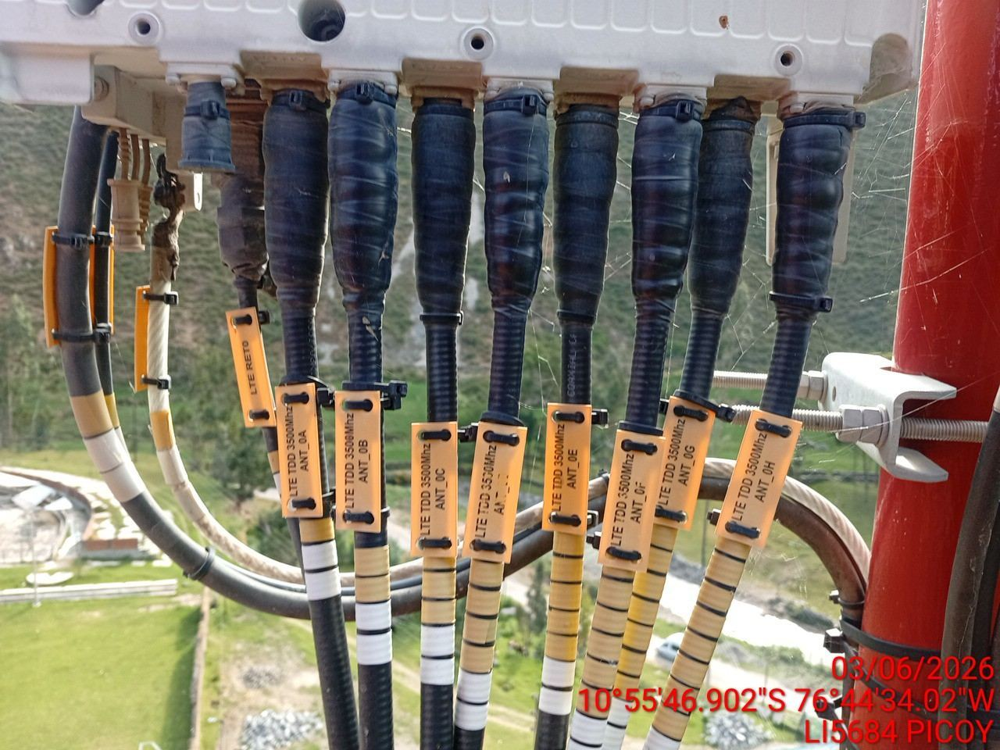 LTE RETO
LTE TDD 3500Mhz
ANT_0A
LTE TDD 3500Mhz
ANT_0B
LTE TDD 3500Mhz
ANT_0C
LTE TDD 3500Mhz
LTE TDD 3500Mhz
ANT_0E
LTE TDD 3500Mhz
ANT_0F
LTE TDD 3500Mhz
ANT_0G
LTE TDD 3500Mhz
ANT_0H
03/06/2026
10°55'46.902"S 76°44'34.02"W
LI5684 PICOY